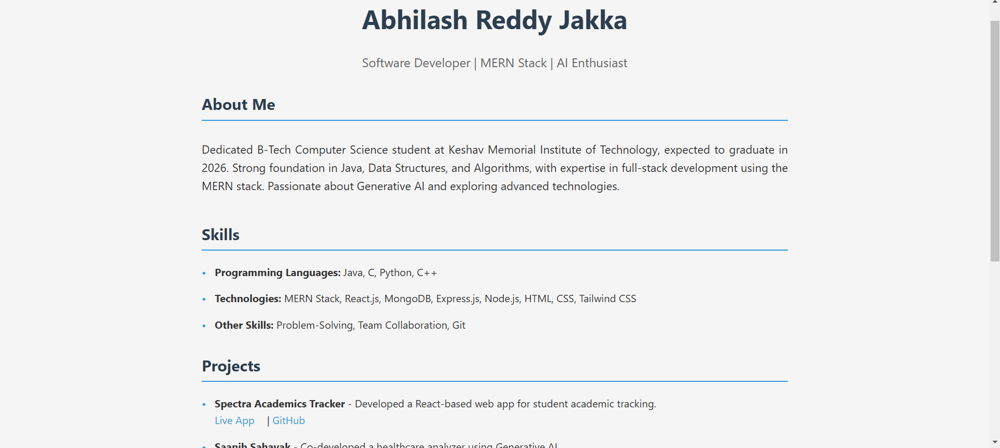 Abhilash Reddy Jakka
Software Developer | MERN Stack | AI Enthusiast
About Me
Dedicated B-Tech Computer Science student at Keshav Memorial Institute of Technology, expected to graduate in
2026. Strong foundation in Java, Data Structures, and Algorithms, with expertise in full-stack development using the
MERN stack. Passionate about Generative AI and exploring advanced technologies.
Skills
• Programming Languages: Java, C, Python, C++
• Technologies: MERN Stack, React.js, MongoDB, Express.js, Node.js, HTML, CSS, Tailwind CSS
• Other Skills: Problem-Solving, Team Collaboration, Git
Projects
• Spectra Academics Tracker - Developed a React-based web app for student academic tracking.
Live App | GitHub
• Saanjh Sahayak - Co-developed a healthcare analyzer using Generative AI.